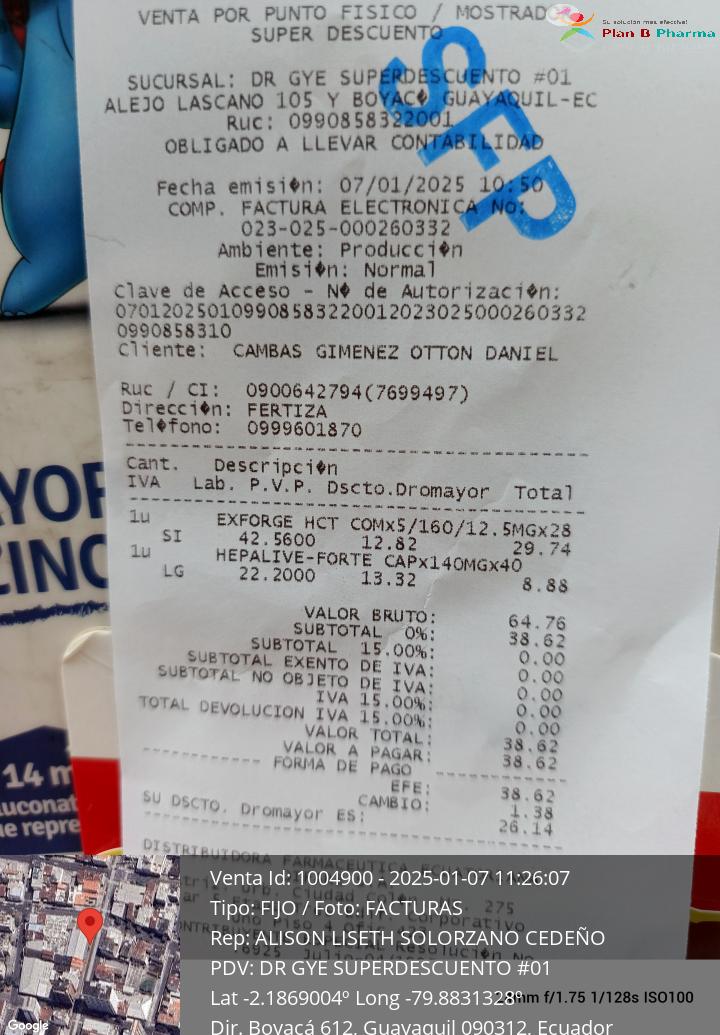 VENTA POR PUNTO FISICO / MOSTRADO
SUPER DESCUENTO
Su solución más efectiva!
Plan B Pharma
SFP
SUCURSAL: DR GYE SUPERDESCUENTO #01
ALEJO LASCANO 105 Y BOYAC� GUAYAQUIL-EC
Ruc: 0990858322001
OBLIGADO A LLEVAR CONTABILIDAD
Fecha emisi�n: 07/01/2025 10:50
COMP. FACTURA ELECTRONICA No:
023-025-000260332
Ambiente: Producci�n
Emisi�n: Normal
Clave de Acceso - N� de Autorizaci�n:
070120250109908583220012023025000260332
0990858310
Cliente: CAMBAS GIMENEZ OTTON DANIEL
Ruc / CI: 0900642794(7699497)
Direcci�n: FERTIZA
Tel�fono: 0999601870
Cant. Descripci�n
IVA Lab. P.V.P. Dscto.Dromayor Total
1u EXFORGE HCT COMx5/160/12.5MGx28
SI 42.5600 12.82 29.74
1u HEPALIVE-FORTE CAPx140MGx40
LG 22.2000 13.32 8.88
VALOR BRUTO: 64.76
SUBTOTAL 0%: 38.62
SUBTOTAL 15.00%: 0.00
SUBTOTAL EXENTO DE IVA: 0.00
SUBTOTAL NO OBJETO DE IVA: 0.00
IVA 15.00%: 0.00
TOTAL DEVOLUCION IVA 15.00%: 0.00
VALOR TOTAL: 38.62
VALOR A PAGAR: 38.62
FORMA DE PAGO
EFE: 38.62
CAMBIO: 1.38
SU DSCTO. Dromayor ES: 26.14
DISTRIBUIDORA FARMACEUTICA
14 m
Venta Id: 1004900 - 2025-01-07 11:26:07
Tipo: FIJO / Foto: FACTURAS
Rep: ALISON LISETH SOLORZANO CEDEÑO
PDV: DR GYE SUPERDESCUENTO #01
Lat -2.1869004º Long -79.8831328º
mm f/1.75 1/128s ISO100
Dir. Boyacá 612, Guayaquil 090312, Ecuador
Google